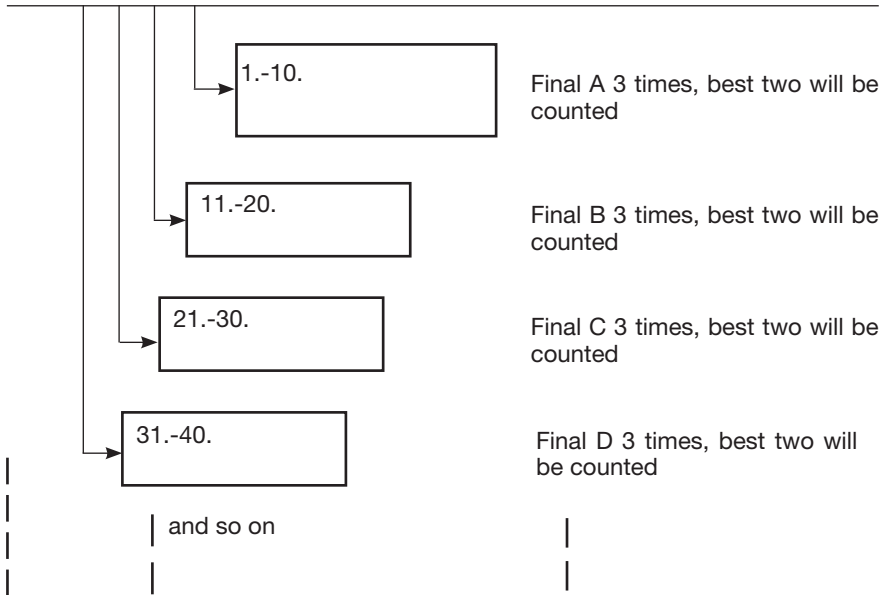 1.-10.
Final A 3 times, best two will be
counted
11.-20.
Final B 3 times, best two will be
counted
21.-30.
Final C 3 times, best two will be
counted
31.-40.
Final D 3 times, best two will
be counted
and so on